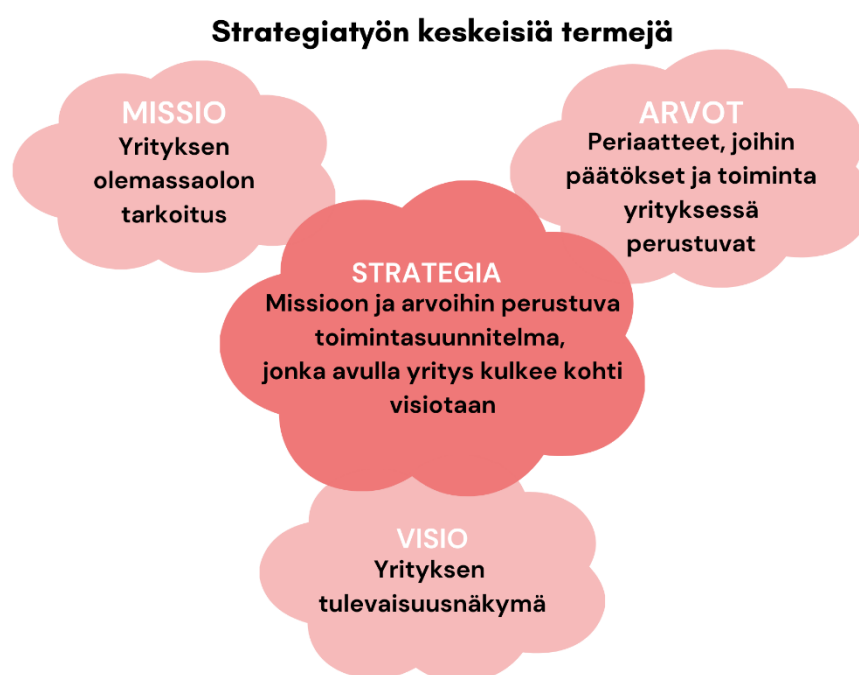 Strategiatyön keskeisiä termejä
MISSIO
Yrityksen
olemassaolon
tarkoitus
ARVOT
Periaatteet, joihin
päätökset ja toiminta
yrityksessä
perustuvat
STRATEGIA
Missioon ja arvoihin perustuva
toimintasuunnitelma,
jonka avulla yritys kulkee kohti
visiotaan
VISIO
Yrityksen
tulevaisuusnäkymä